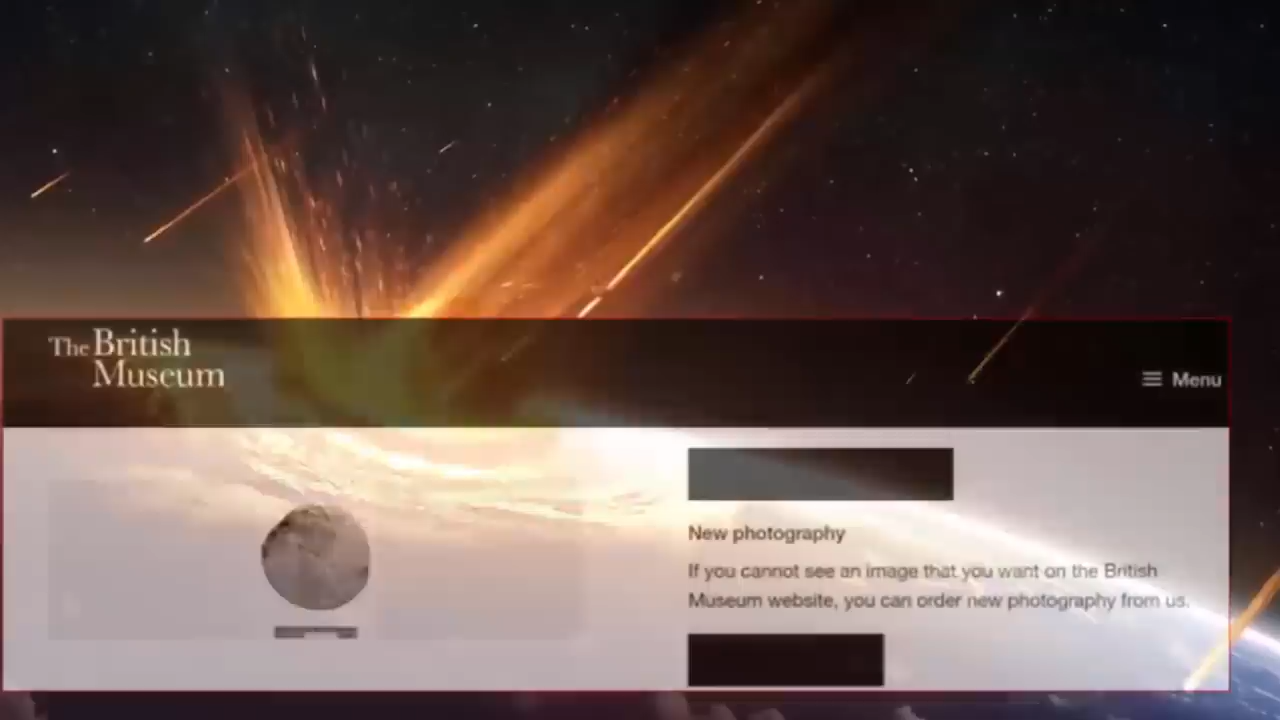 The British
Museum
Menu
New photography
If you cannot see an image that you want on the British
Museum website, you can order new photography from us.